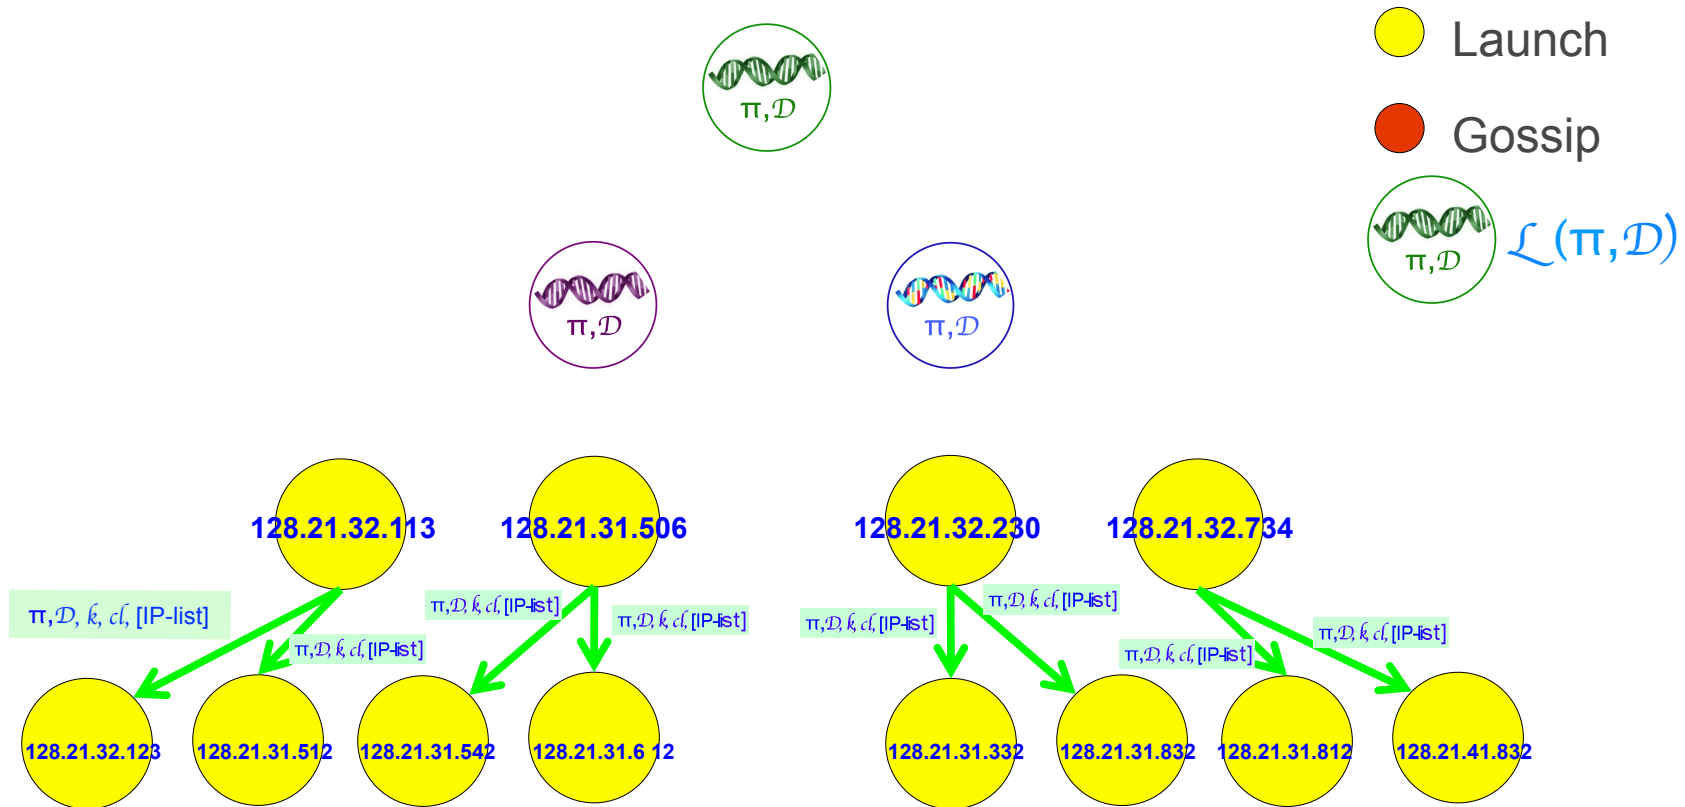 Launch
π,𝒟
Gossip
π,𝒟
ℒ(π,𝒟)
π,𝒟
π,𝒟
128.21.32.113
128.21.31.506
128.21.32.230
128.21.32.734
π,𝒟, k, cl, [IP-list]
π,𝒟, k, cl, [IP-list]
π,𝒟, k, cl, [IP-list]
π,𝒟, k, cl, [IP-list]
π,𝒟, k, cl, [IP-list]
π,𝒟, k, cl, [IP-list]
π,𝒟, k, cl, [IP-list]
π,𝒟, k, cl, [IP-list]
128.21.32.123
128.21.31.512
128.21.31.542
128.21.31.6 12
128.21.31.332
128.21.31.832
128.21.31.812
128.21.41.832